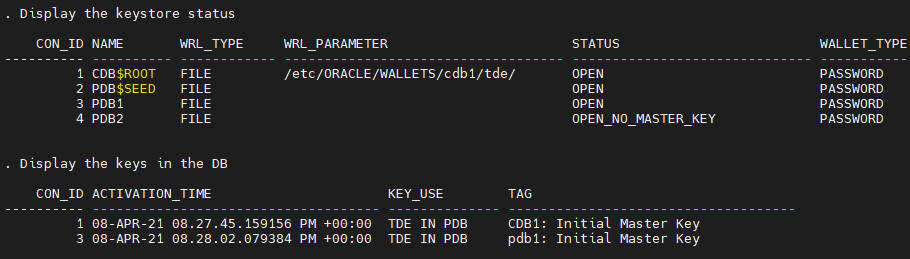 . Display the keystore status
CON_ID NAME WRL_TYPE WRL_PARAMETER STATUS WALLET_TYPE
---------- ---------- ---------- ------------------------------ ------------------------------ -----------
1 CDB$ROOT FILE /etc/ORACLE/WALLETS/cdb1/tde/ OPEN PASSWORD
2 PDB$SEED FILE OPEN PASSWORD
3 PDB1 FILE OPEN PASSWORD
4 PDB2 FILE OPEN_NO_MASTER_KEY PASSWORD
. Display the keys in the DB
CON_ID ACTIVATION_TIME KEY_USE TAG
---------- ----------------------------------- -------------- ------------------------------------
1 08-APR-21 08.27.45.159156 PM +00:00 TDE IN PDB CDB1: Initial Master Key
3 08-APR-21 08.28.02.079384 PM +00:00 TDE IN PDB pdb1: Initial Master Key